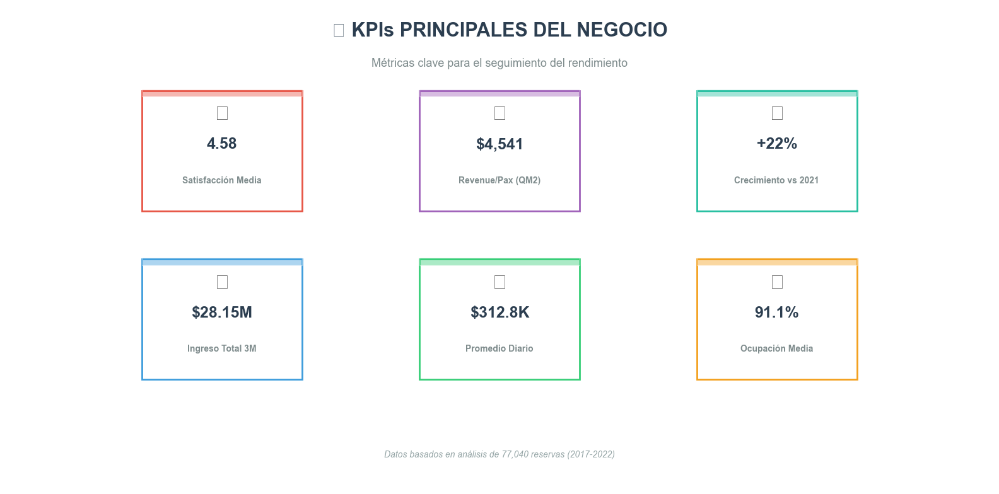 KPIs PRINCIPALES DEL NEGOCIO
Métricas clave para el seguimiento del rendimiento
4.58
Satisfacción Media
$4,541
Revenue/Pax (QM2)
+22%
Crecimiento vs 2021
$28.15M
Ingreso Total 3M
$312.8K
Promedio Diario
91.1%
Ocupación Media
Datos basados en análisis de 77,040 reservas (2017-2022)